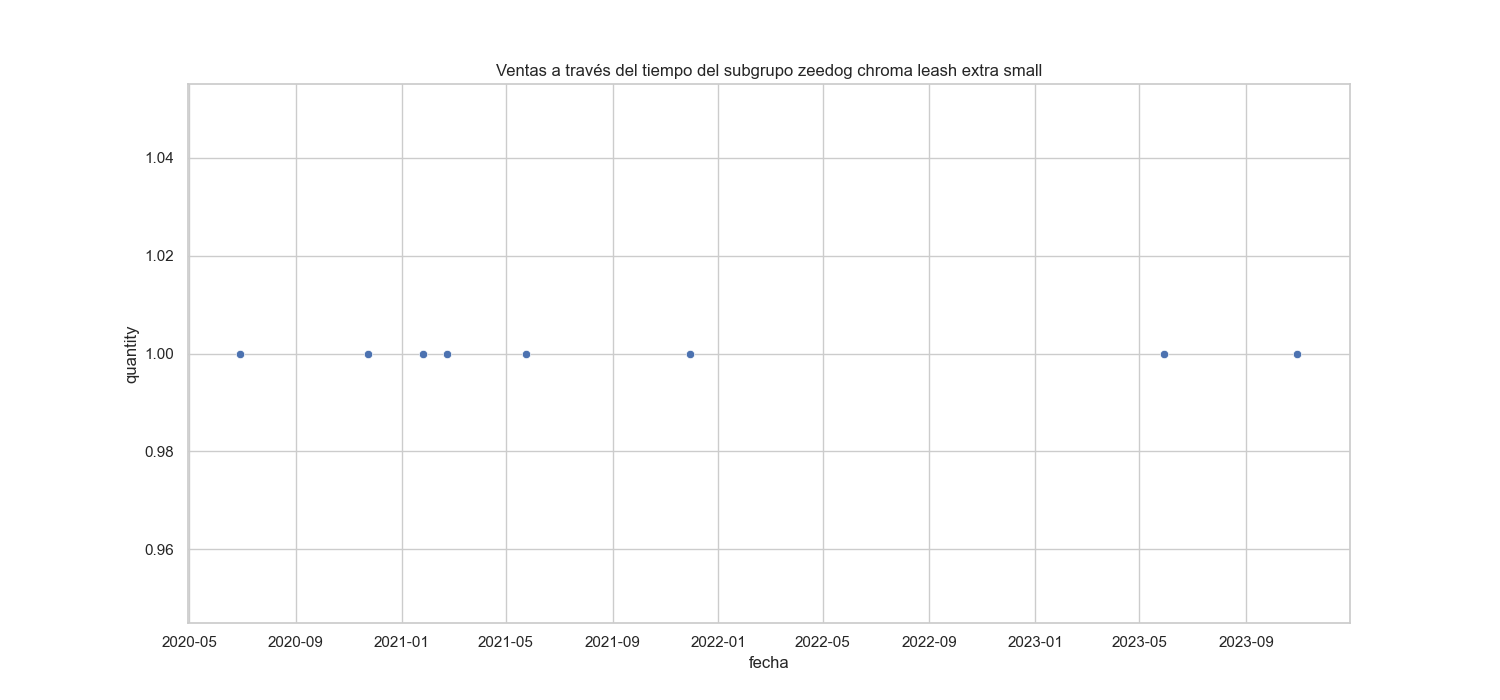 Ventas a través del tiempo del subgrupo zeedog chroma leash extra small
1.04
1.02
1.00
0.98
0.96
quantity
2020-05 2020-09 2021-01 2021-05 2021-09 2022-01 2022-05 2022-09 2023-01 2023-05 2023-09
fecha